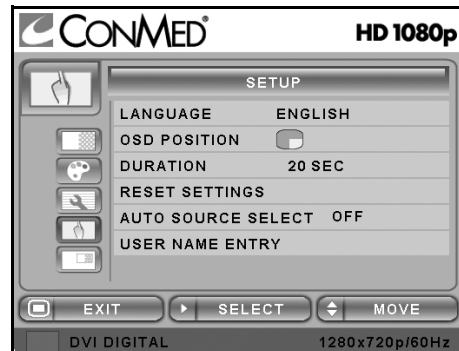 CONMED® HD 1080p
SETUP
LANGUAGE ENGLISH
OSD POSITION
DURATION 20 SEC
RESET SETTINGS
AUTO SOURCE SELECT OFF
USER NAME ENTRY
EXIT SELECT MOVE
DVI DIGITAL 1280x720p/60Hz